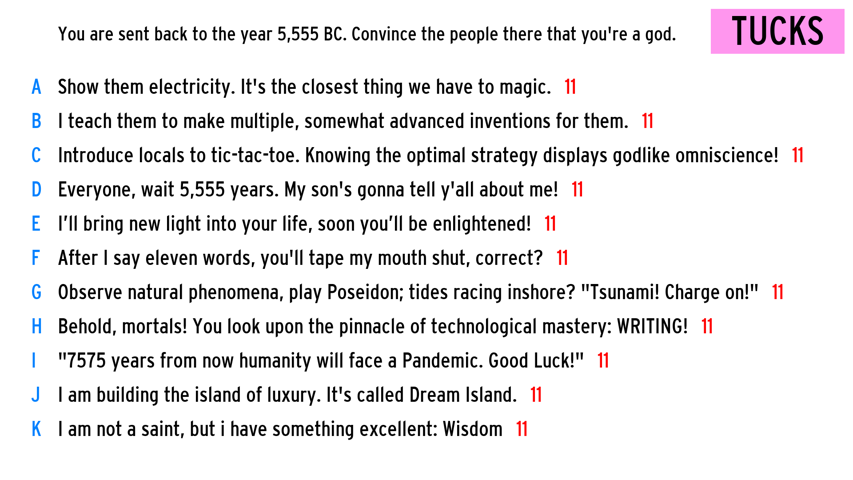 You are sent back to the year 5,555 BC. Convince the people there that you're a god.
TUCKS
A Show them electricity. It's the closest thing we have to magic. 11
B I teach them to make multiple, somewhat advanced inventions for them. 11
C Introduce locals to tic-tac-toe. Knowing the optimal strategy displays godlike omniscience! 11
D Everyone, wait 5,555 years. My son's gonna tell y'all about me! 11
E I’ll bring new light into your life, soon you’ll be enlightened! 11
F After I say eleven words, you'll tape my mouth shut, correct? 11
G Observe natural phenomena, play Poseidon; tides racing inshore? "Tsunami! Charge on!" 11
H Behold, mortals! You look upon the pinnacle of technological mastery: WRITING! 11
I "7575 years from now humanity will face a Pandemic. Good Luck!" 11
J I am building the island of luxury. It's called Dream Island. 11
K I am not a saint, but i have something excellent: Wisdom 11